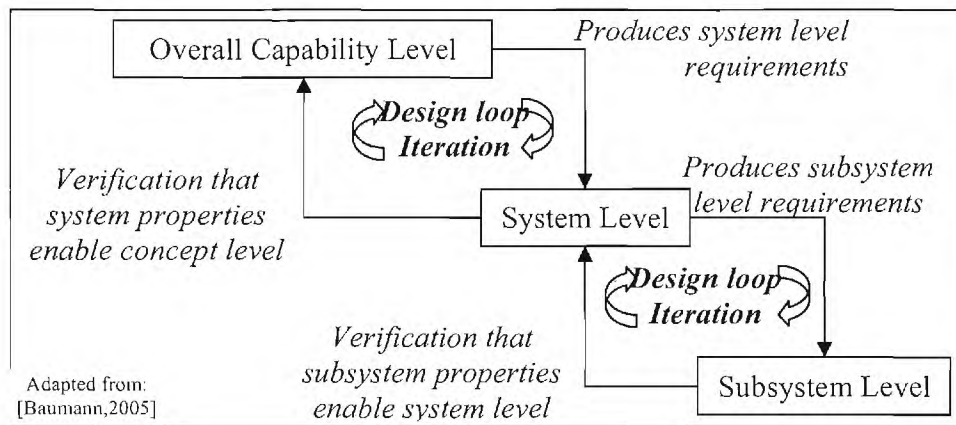 Overall Capability Level
Produces system level
requirements
Design loop
Iteration
Verification that
system properties
enable concept level
Produces subsystem
level requirements
System Level
Design loop
Iteration
Verification that
subsystem properties
enable system level
Subsystem Level
Adapted from:
[Baumann,2005]